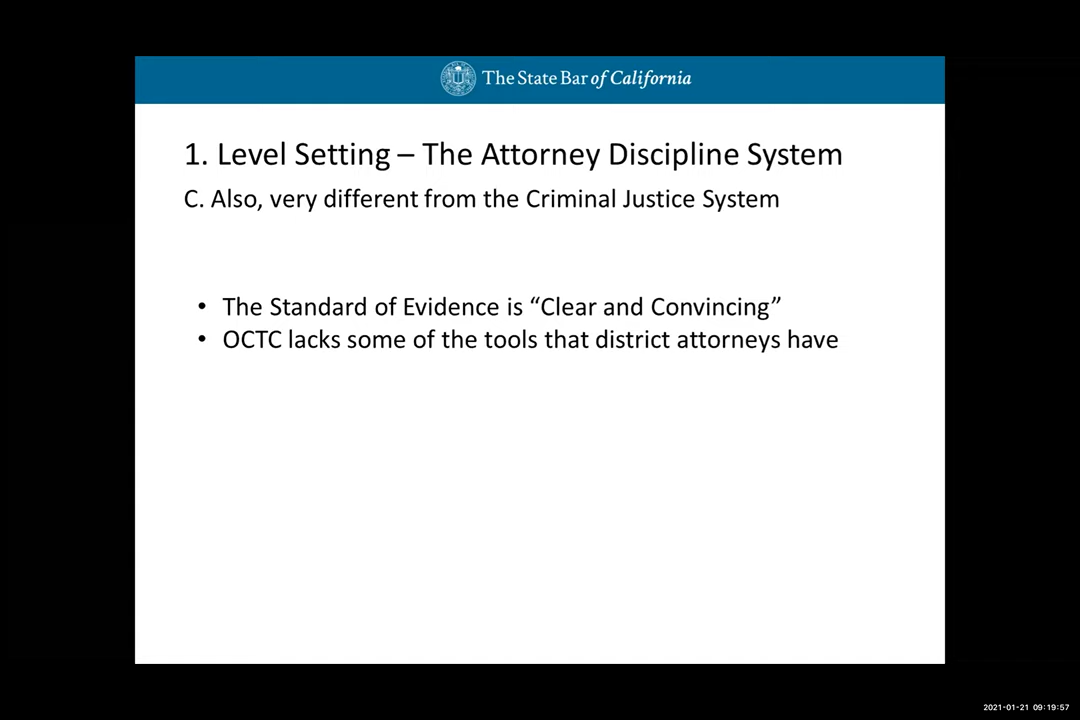 The State Bar of California
1. Level Setting – The Attorney Discipline System
C. Also, very different from the Criminal Justice System
• The Standard of Evidence is “Clear and Convincing”
• OCTC lacks some of the tools that district attorneys have
2021-01-21 09:19:57